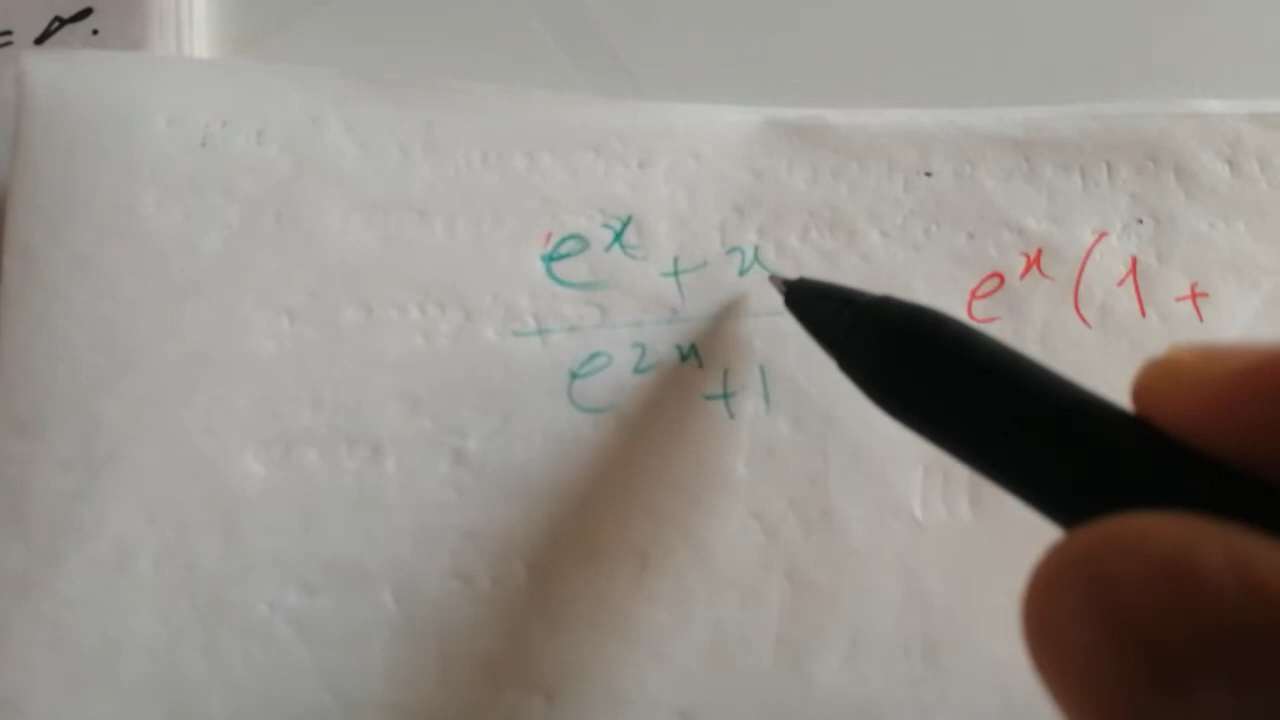 = r.
e^x + x
e^{2x} + 1
e^x (1 +